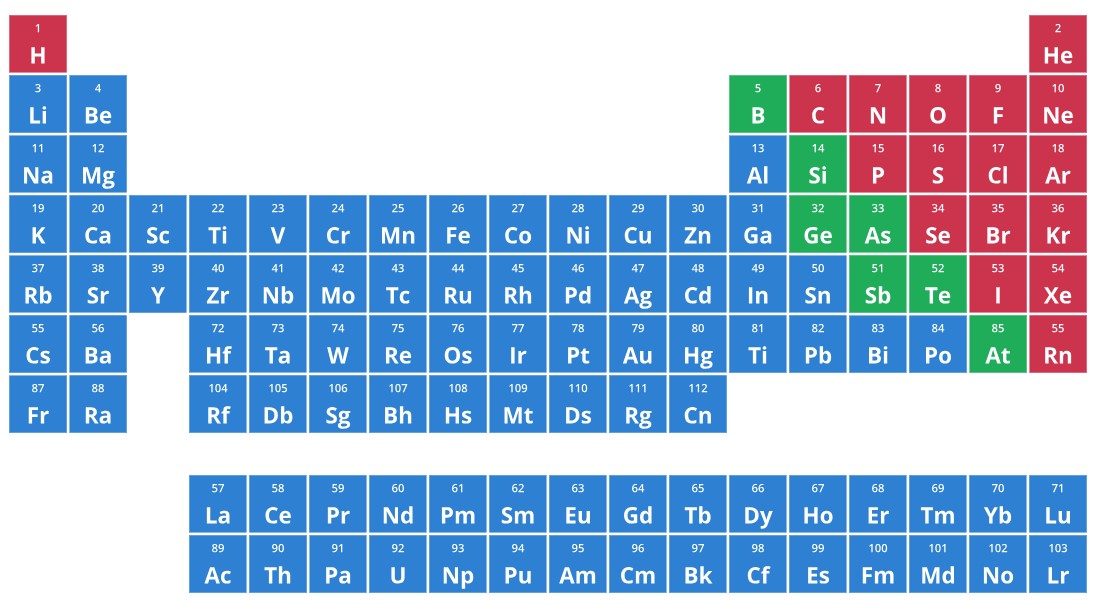 1 2
H He
3 4 5 6 7 8 9 10
Li Be B C N O F Ne
11 12 13 14 15 16 17 18
Na Mg Al Si P S Cl Ar
19 20 21 22 23 24 25 26 27 28 29 30 31 32 33 34 35 36
K Ca Sc Ti V Cr Mn Fe Co Ni Cu Zn Ga Ge As Se Br Kr
37 38 39 40 41 42 43 44 45 46 47 48 49 50 51 52 53 54
Rb Sr Y Zr Nb Mo Tc Ru Rh Pd Ag Cd In Sn Sb Te I Xe
55 56 72 73 74 75 76 77 78 79 80 81 82 83 84 85 55
Cs Ba Hf Ta W Re Os Ir Pt Au Hg Ti Pb Bi Po At Rn
87 88 104 105 106 107 108 109 110 111 112
Fr Ra Rf Db Sg Bh Hs Mt Ds Rg Cn
57 58 59 60 61 62 63 64 65 66 67 68 69 70 71
La Ce Pr Nd Pm Sm Eu Gd Tb Dy Ho Er Tm Yb Lu
89 90 91 92 93 94 95 96 97 98 99 100 101 102 103
Ac Th Pa U Np Pu Am Cm Bk Cf Es Fm Md No Lr